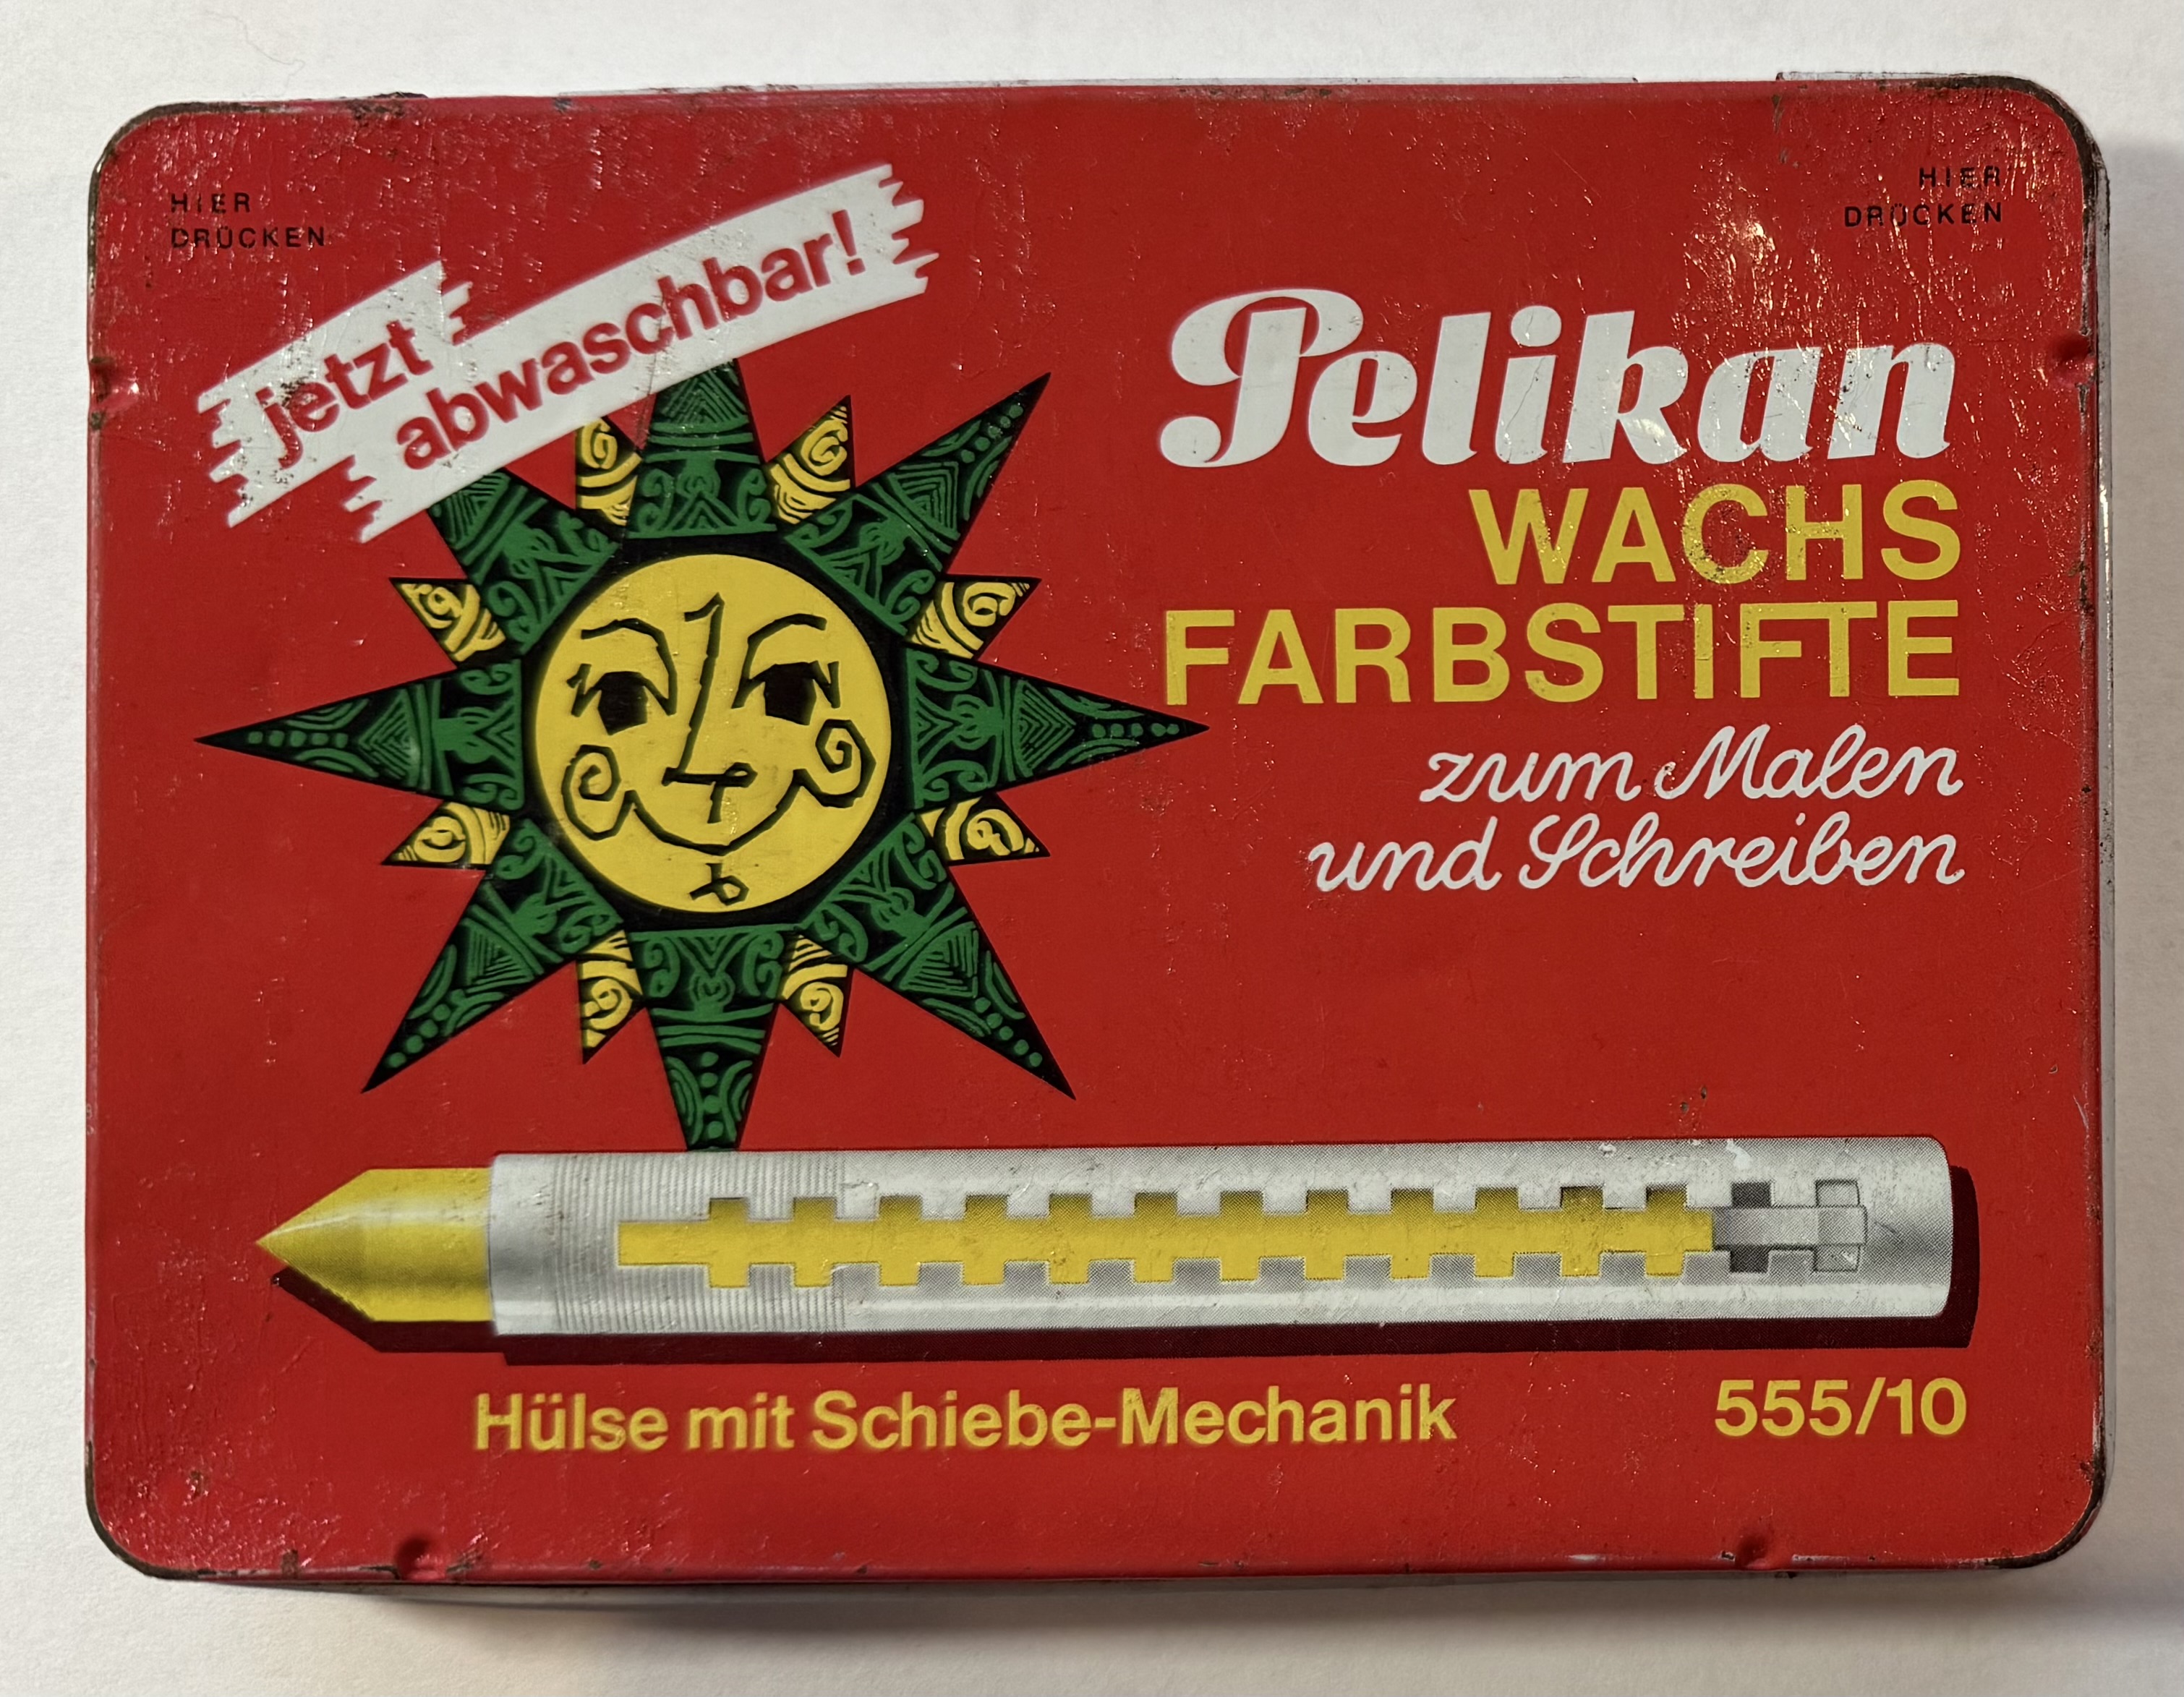 HIER
DRÜCKEN
HIER
DRÜCKEN
jetzt
abwaschbar!
Pelikan
WACHS
FARBSTIFTE
zum Malen
und Schreiben
Hülse mit Schiebe-Mechanik
555/10